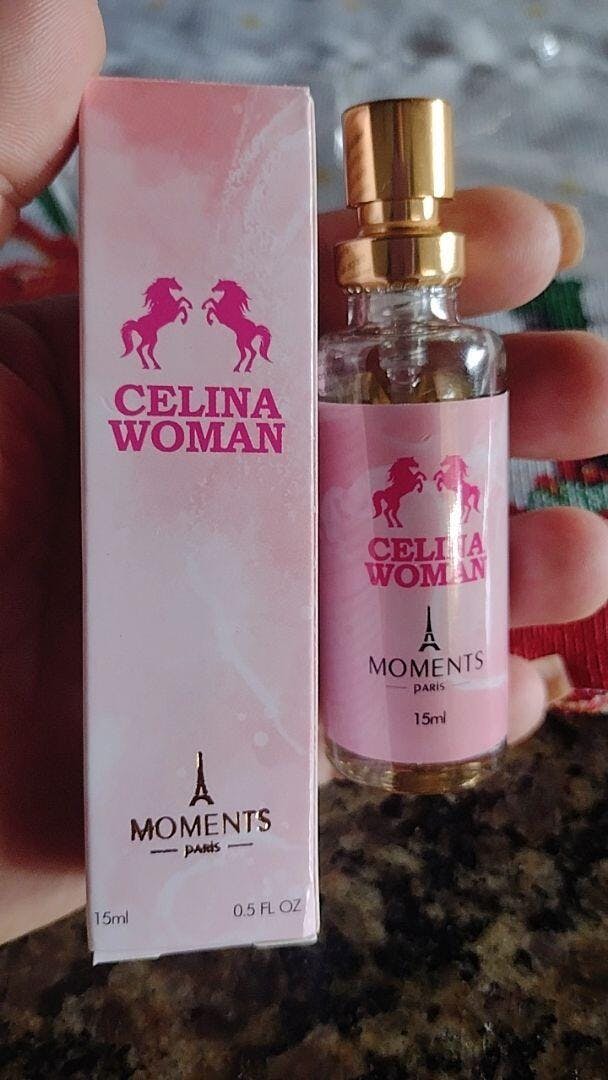 CELINA
WOMAN
MOMENTS
PARIS
15ml
0.5 FL OZ
CELINA
WOMAN
MOMENTS
PARIS
15ml